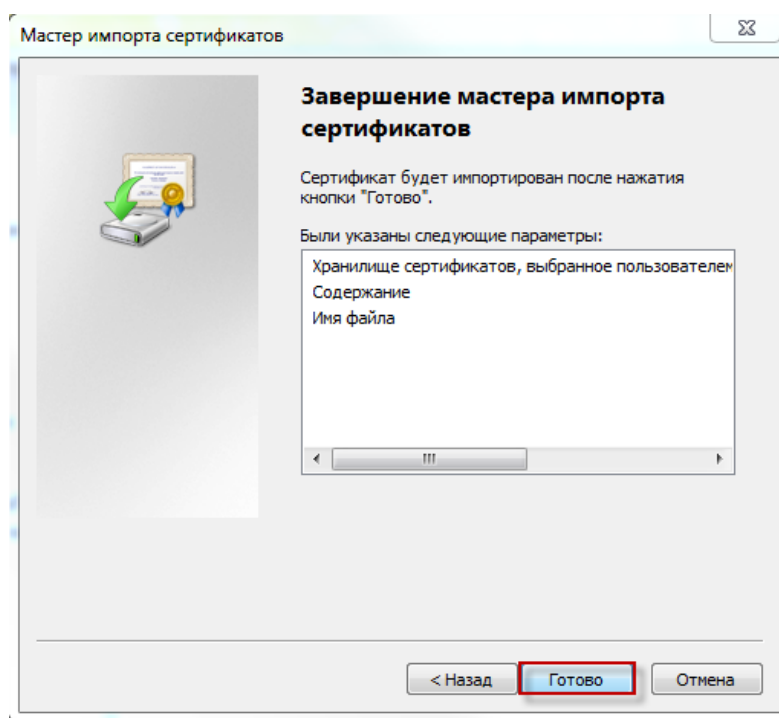 Мастер импорта сертификатов
Завершение мастера импорта
сертификатов
Сертификат будет импортирован после нажатия
кнопки "Готово".
Были указаны следующие параметры:
Хранилище сертификатов, выбранное пользователем
Содержание
Имя файла
< Назад
Готово
Отмена